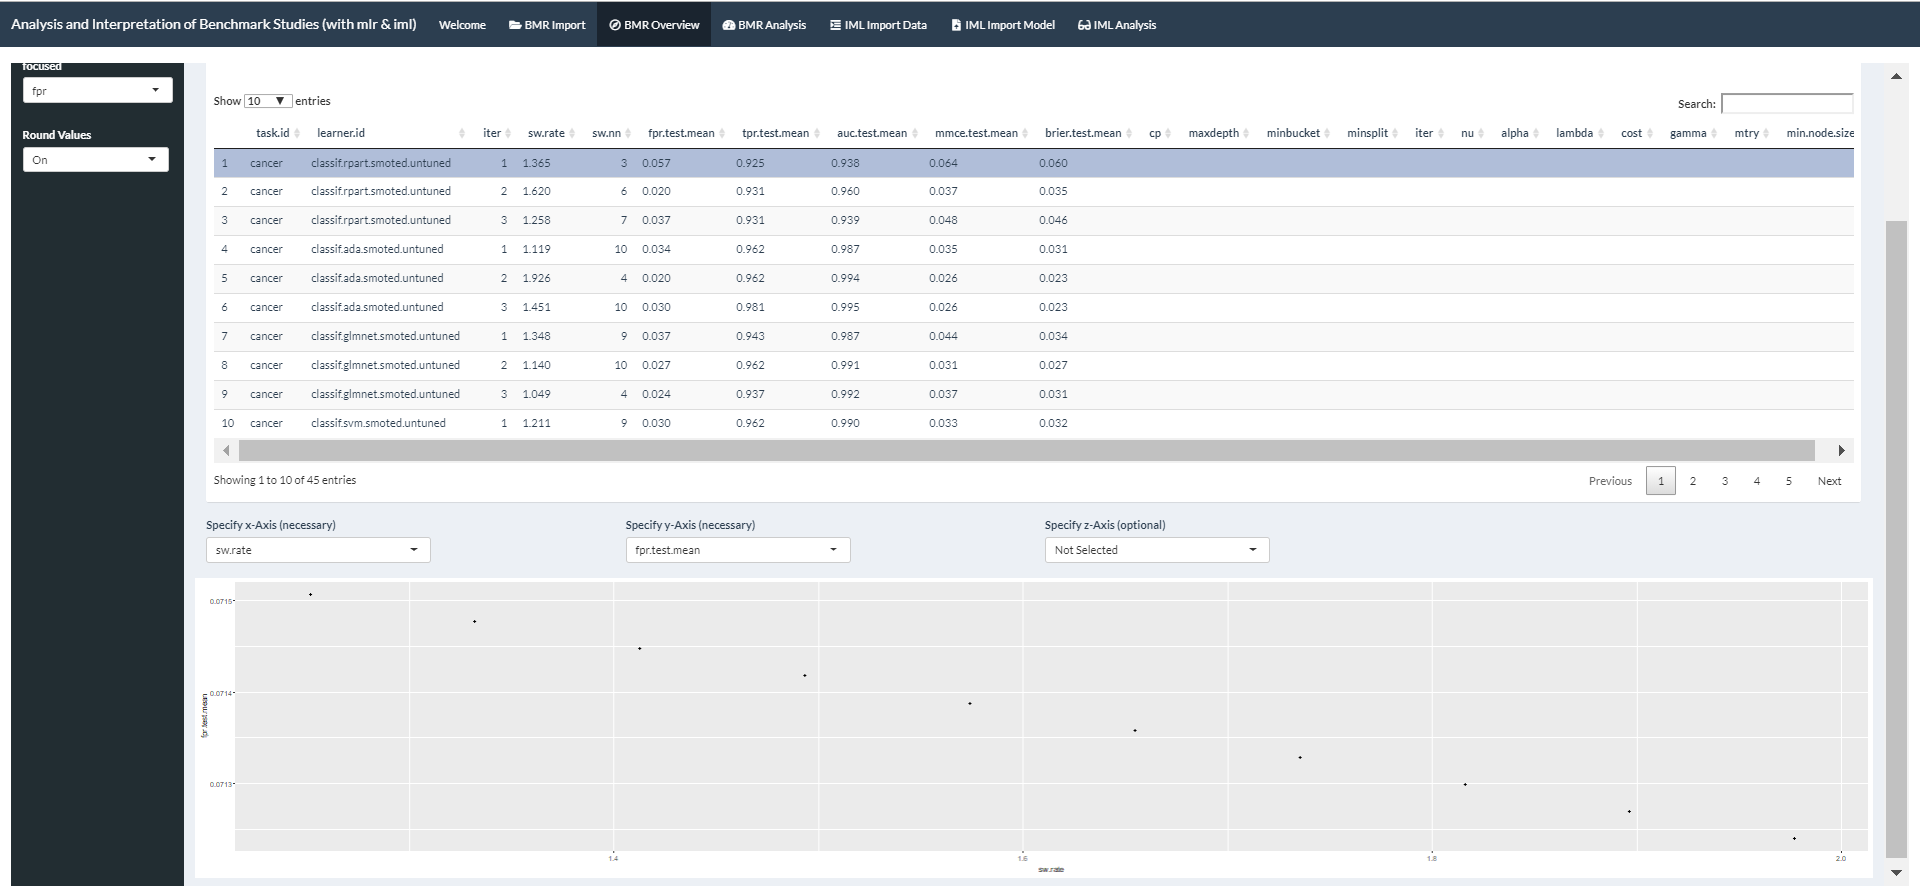 Analysis and Interpretation of Benchmark Studies (with mlr & iml) Welcome BMR Import BMR Overview BMR Analysis IML Import Data IML Import Model IML Analysis
focused
fpr
Round Values
On
Show 10 entries
Search:
task.id learner.id iter sw.rate sw.nn fpr.test.mean tpr.test.mean auc.test.mean mmce.test.mean brier.test.mean cp maxdepth minbucket minsplit iter nu alpha lambda cost gamma mtry min.node.size
1 cancer classif.rpart.smoted.untuned 1 1.365 3 0.057 0.925 0.938 0.064 0.060
2 cancer classif.rpart.smoted.untuned 2 1.620 6 0.020 0.931 0.960 0.037 0.035
3 cancer classif.rpart.smoted.untuned 3 1.258 7 0.037 0.931 0.939 0.048 0.046
4 cancer classif.ada.smoted.untuned 1 1.119 10 0.034 0.962 0.987 0.035 0.031
5 cancer classif.ada.smoted.untuned 2 1.926 4 0.020 0.962 0.994 0.026 0.023
6 cancer classif.ada.smoted.untuned 3 1.451 10 0.030 0.981 0.995 0.026 0.023
7 cancer classif.glmnet.smoted.untuned 1 1.348 9 0.037 0.943 0.987 0.044 0.034
8 cancer classif.glmnet.smoted.untuned 2 1.140 10 0.027 0.962 0.991 0.031 0.027
9 cancer classif.glmnet.smoted.untuned 3 1.049 4 0.024 0.937 0.992 0.037 0.031
10 cancer classif.svm.smoted.untuned 1 1.211 9 0.030 0.962 0.990 0.033 0.032
Showing 1 to 10 of 45 entries
Previous 1 2 3 4 5 Next
Specify x-Axis (necessary) Specify y-Axis (necessary) Specify z-Axis (optional)
sw.rate fpr.test.mean Not Selected
0.0715
0.0714
fpr.test.mean
0.0713
1.4 1.6 1.8 2.0
sw.rate